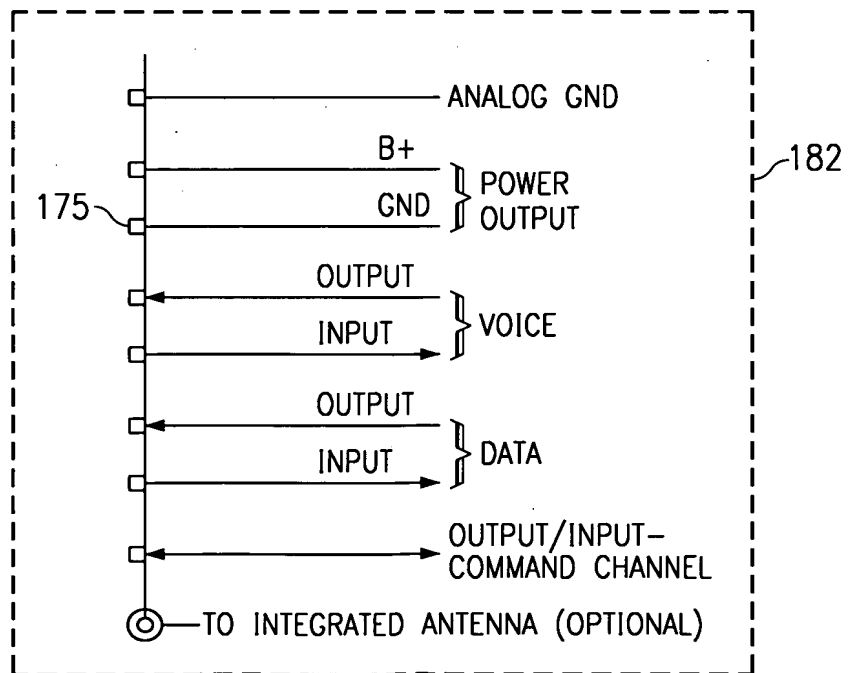 ANALOG GND
B+
182
POWER
OUTPUT
175
GND
OUTPUT
VOICE
INPUT
OUTPUT
DATA
INPUT
OUTPUT/INPUT-
COMMAND CHANNEL
TO INTEGRATED ANTENNA (OPTIONAL)